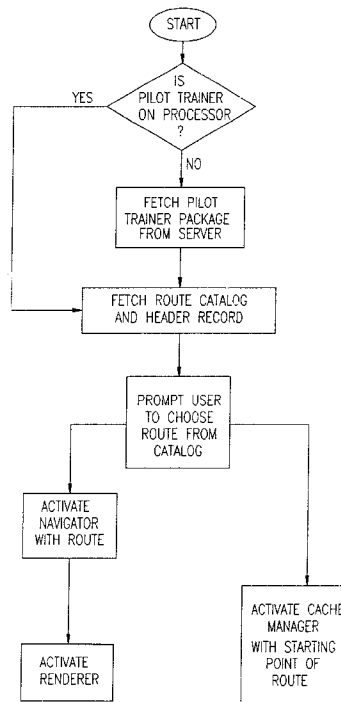 START
IS
PILOT TRAINER
ON PROCESSOR
?
YES
NO
FETCH PILOT
TRAINER PACKAGE
FROM SERVER
FETCH ROUTE CATALOG
AND HEADER RECORD
PROMPT USER
TO CHOOSE
ROUTE FROM
CATALOG
ACTIVATE
NAVIGATOR
WITH ROUTE
ACTIVATE
RENDERER
ACTIVATE CACHE
MANAGER
WITH STARTING
POINT OF
ROUTE